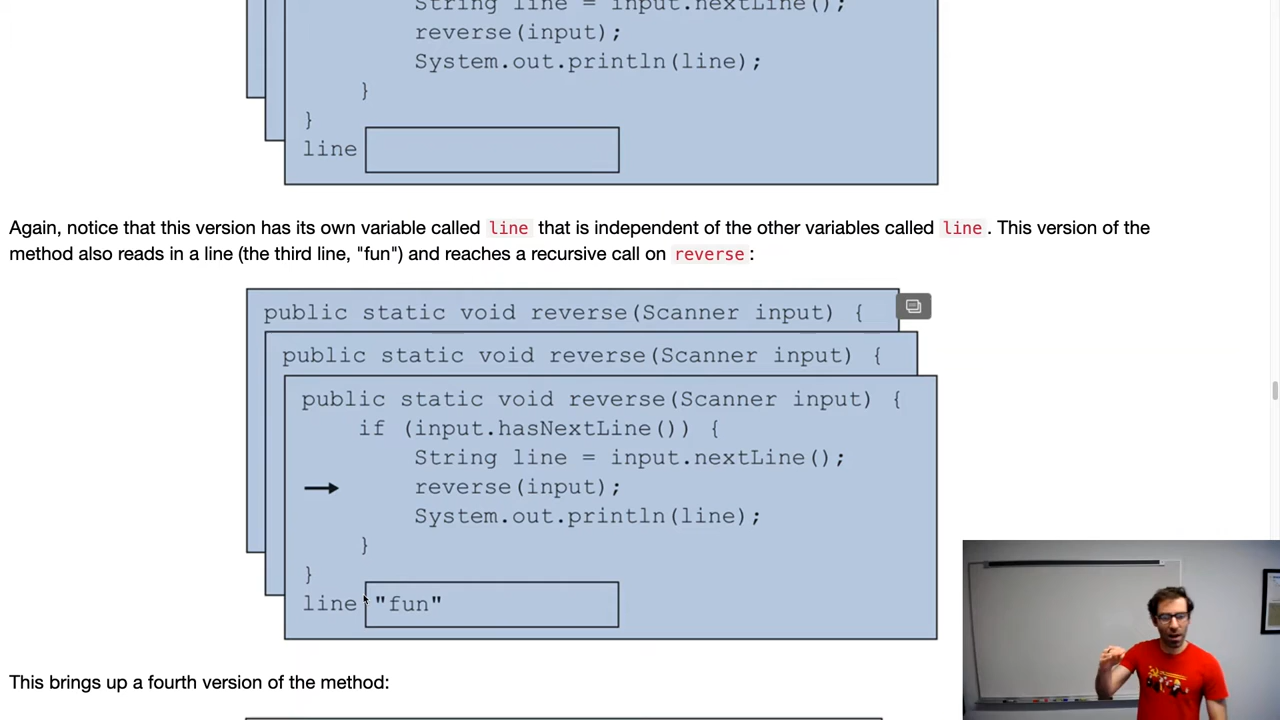 String line = input.nextLine();
reverse(input);
System.out.println(line);
}
}
line
Again, notice that this version has its own variable called line that is independent of the other variables called line. This version of the
method also reads in a line (the third line, "fun") and reaches a recursive call on reverse:
public static void reverse(Scanner input) {
public static void reverse(Scanner input) {
public static void reverse(Scanner input) {
if (input.hasNextLine()) {
String line = input.nextLine();
reverse(input);
System.out.println(line);
}
}
line "fun"
This brings up a fourth version of the method: